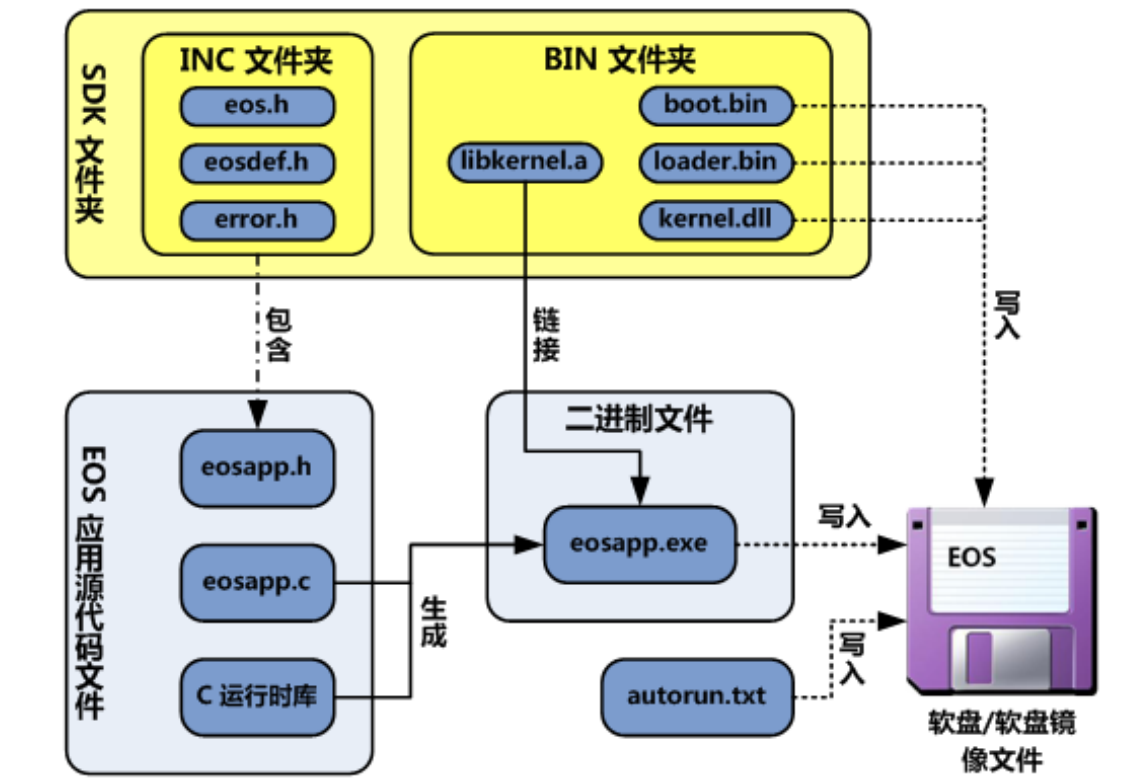 SDK 文件夹
INC 文件夹
eos.h
eosdef.h
error.h
BIN 文件夹
libkernel.a
boot.bin
loader.bin
kernel.dll
包含
链接
写入
EOS 应用源代码文件
eosapp.h
eosapp.c
C 运行时库
生成
二进制文件
eosapp.exe
写入
autorun.txt
写入
EOS
软盘/软盘镜
像文件